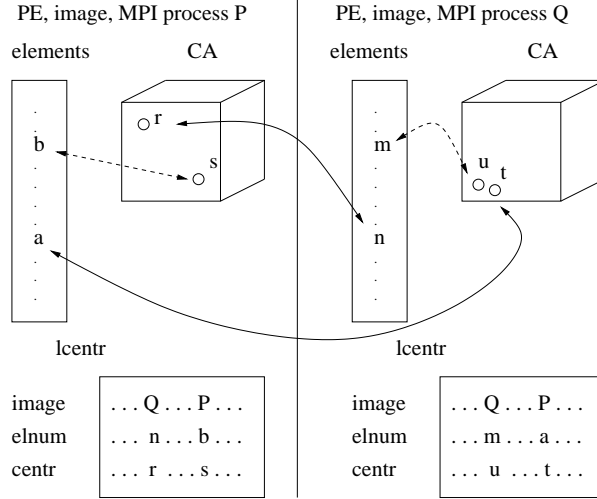 PE, image, MPI process P
elements CA
b
r
s
a
lcentr
image . . . Q . . . P . . .
elnum . . . n . . . b . . .
centr . . . r . . . s . . .
PE, image, MPI process Q
elements CA
m
u
t
n
lcentr
image . . . Q . . . P . . .
elnum . . . m . . . a . . .
centr . . . u . . . t . . .